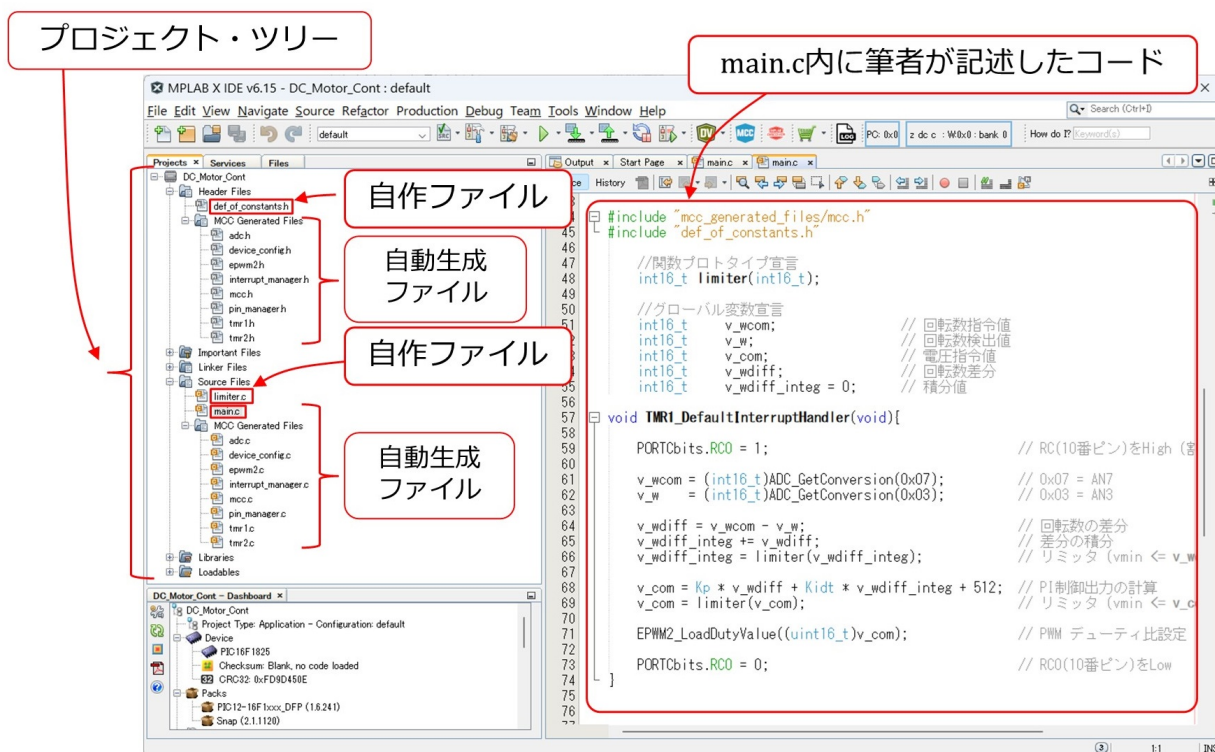 プロジェクト・ツリー
main.c内に筆者が記述したコード
MPLAB X IDE v6.15 - DC_Motor_Cont : default
File Edit View Navigate Source Refactor Production Debug Team Tools Window Help
Search (Ctrl+I)
default
PC: 0x0
z dc c : W:0x0 : bank 0
How do I? Keyword(s)
Projects
Services
Files
Output
Start Page
main.c
main.c
History
DC_Motor_Cont
Header Files
def_of_constants.h
自作ファイル
MCC Generated Files
adc.h
device_config.h
epwm2.h
interrupt_manager.h
mcc.h
pin_manager.h
tmr1.h
tmr2.h
自動生成
ファイル
Important Files
Linker Files
Source Files
limiter.c
main.c
自作ファイル
MCC Generated Files
adc.c
device_config.c
epwm2.c
interrupt_manager.c
mcc.c
pin_manager.c
tmr1.c
tmr2.c
自動生成
ファイル
Libraries
Loadables
DC_Motor_Cont - Dashboard
DC_Motor_Cont
Project Type: Application - Configuration: default
Device
PIC16F1825
Checksum: Blank, no code loaded
CRC32: 0xFD9D450E
Packs
PIC12-16F1xxx_DFP (1.6.241)
Snap (2.1.1120)
#include "mcc_generated_files/mcc.h"
45 #include "def_of_constants.h"
46
47 //関数プロトタイプ宣言
48 int16_t limiter(int16_t);
49
50 //グローバル変数宣言
51 int16_t v_wcom; // 回転数指令値
int16_t v_w; // 回転数検出値
int16_t v_com; // 電圧指令値
int16_t v_wdiff; // 回転数差分
55 int16_t v_wdiff_integ = 0; // 積分値
56
57 void TMR1_DefaultInterruptHandler(void){
58
59 PORTCbits.RC0 = 1; // RC(10番ピン)をHigh (割
60
61 v_wcom = (int16_t)ADC_GetConversion(0x07); // 0x07 = AN7
62 v_w = (int16_t)ADC_GetConversion(0x03); // 0x03 = AN3
63
64 v_wdiff = v_wcom - v_w; // 回転数の差分
65 v_wdiff_integ += v_wdiff; // 差分の積分
66 v_wdiff_integ = limiter(v_wdiff_integ); // リミッタ (vmin <= v_w
67
68 v_com = Kp * v_wdiff + Kidt * v_wdiff_integ + 512; // PI制御出力の計算
69 v_com = limiter(v_com); // リミッタ (vmin <= v_c
70
71 EPWM2_LoadDutyValue((uint16_t)v_com); // PWM デューティ比設定
72
73 PORTCbits.RC0 = 0; // RC0(10番ピン)をLow
74 }
75
76
1:1